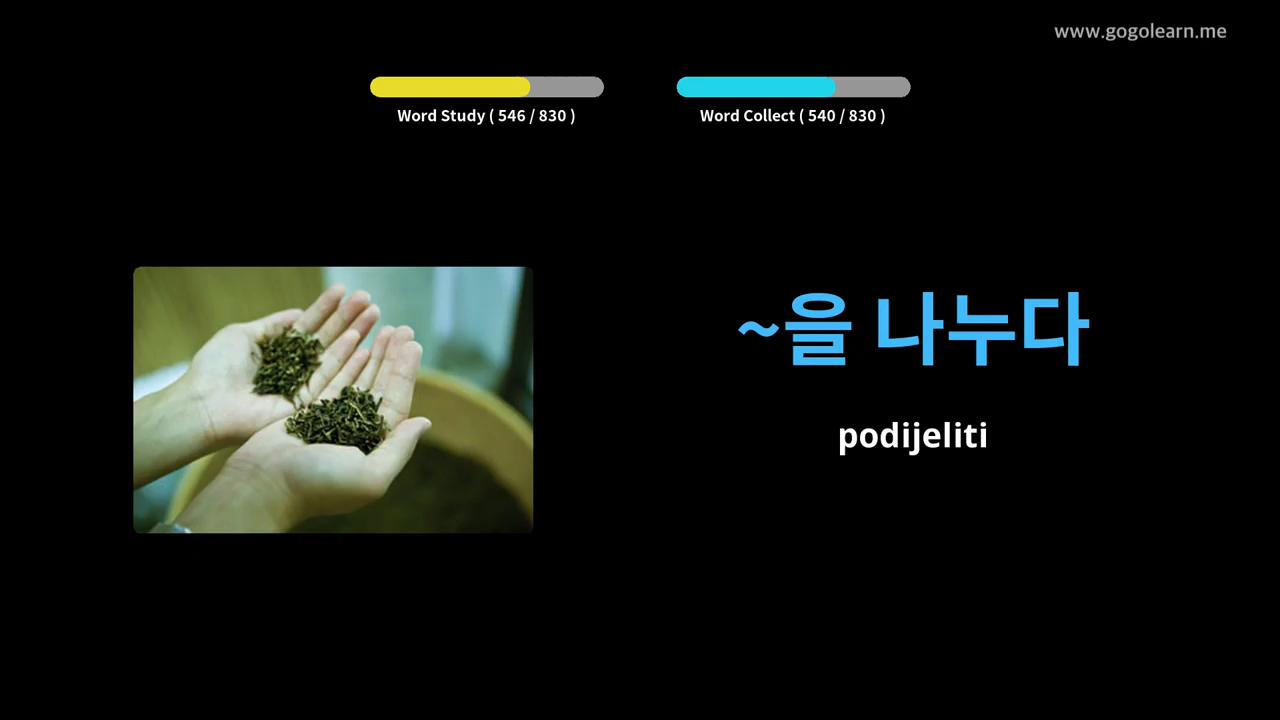 www.gogolearn.me
Word Study ( 546 / 830 )
Word Collect ( 540 / 830 )
~을 나누다
podijeliti